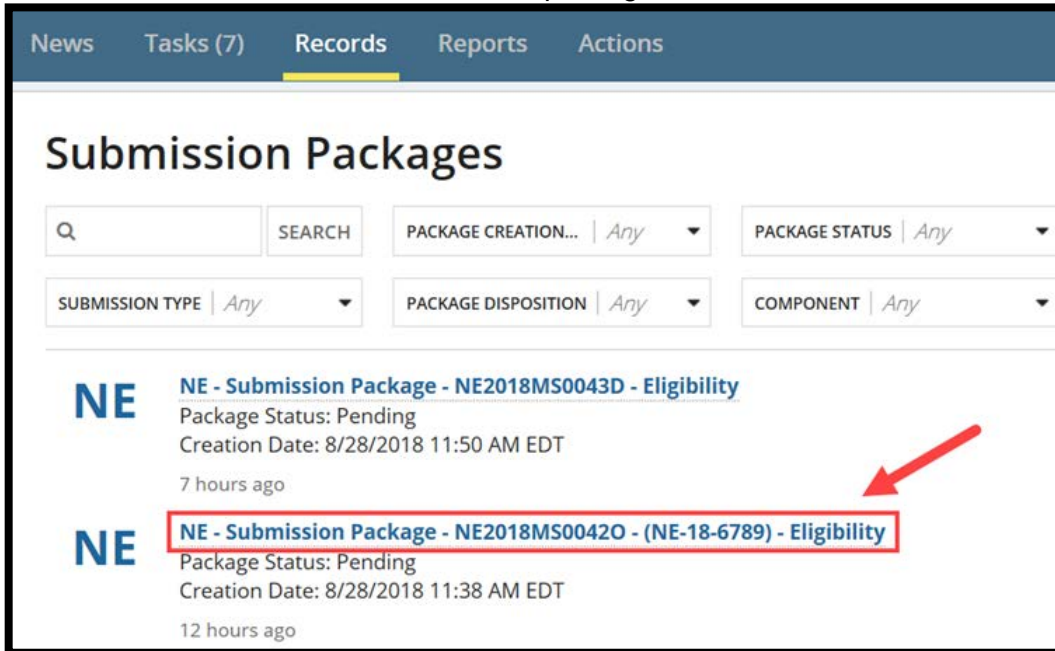 News Tasks (7) Records Reports Actions
Submission Packages
SEARCH PACKAGE CREATION... Any PACKAGE STATUS Any
SUBMISSION TYPE Any PACKAGE DISPOSITION Any COMPONENT Any
NE NE - Submission Package - NE2018MS0043D - Eligibility
Package Status: Pending
Creation Date: 8/28/2018 11:50 AM EDT
7 hours ago
NE NE - Submission Package - NE2018MS0042O - (NE-18-6789) - Eligibility
Package Status: Pending
Creation Date: 8/28/2018 11:38 AM EDT
12 hours ago